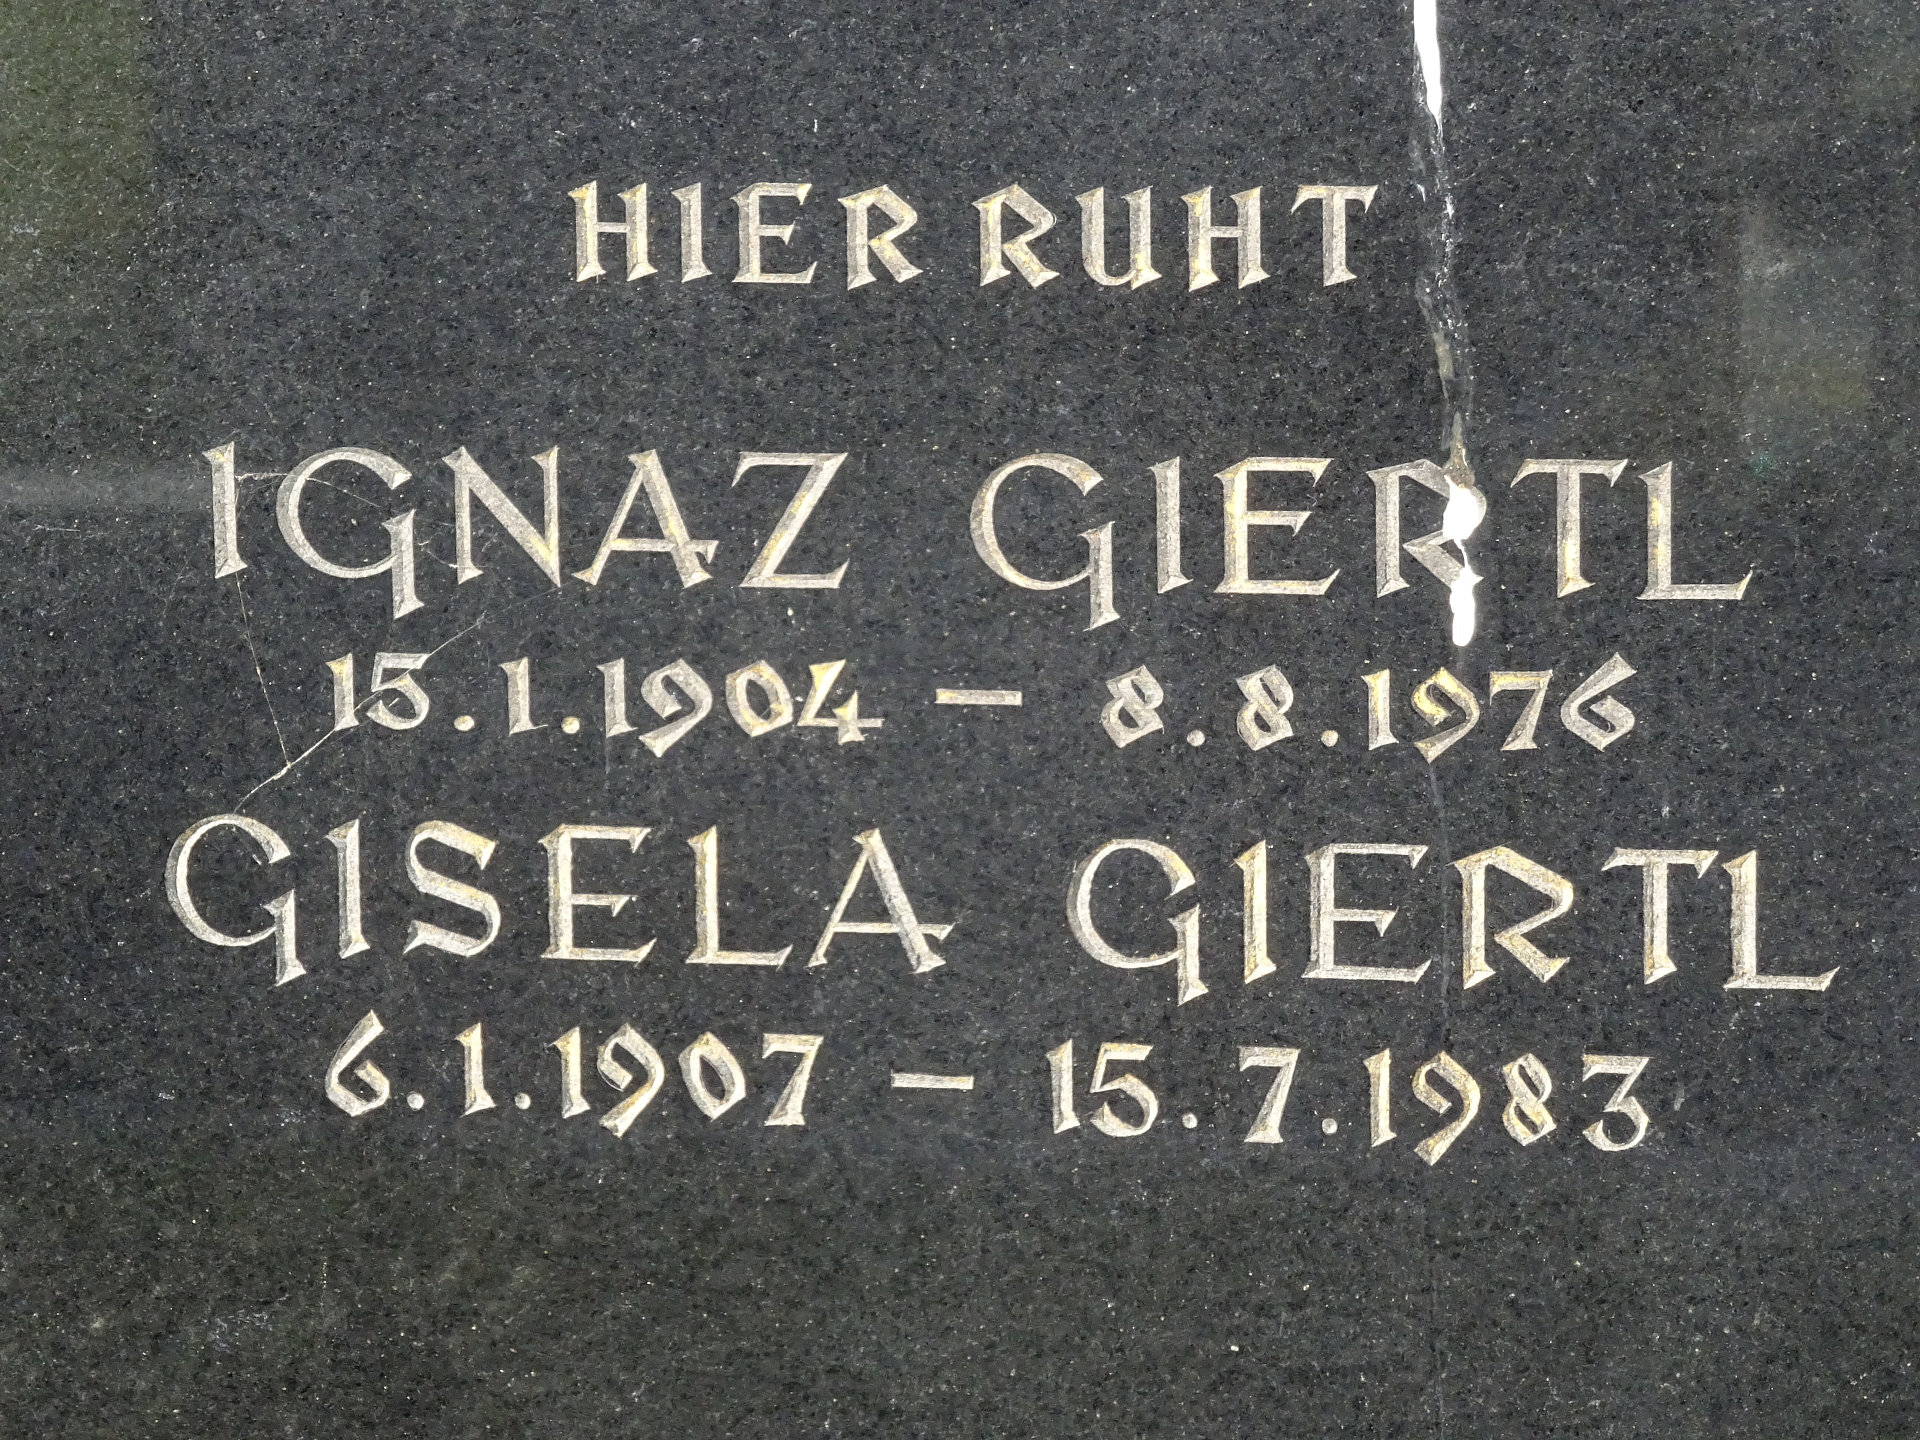 HIER RUHT
IGNAZ GIERTL
15.1.1904 – 8.8.1976
GISELA GIERTL
6.1.1907 – 15.7.1983